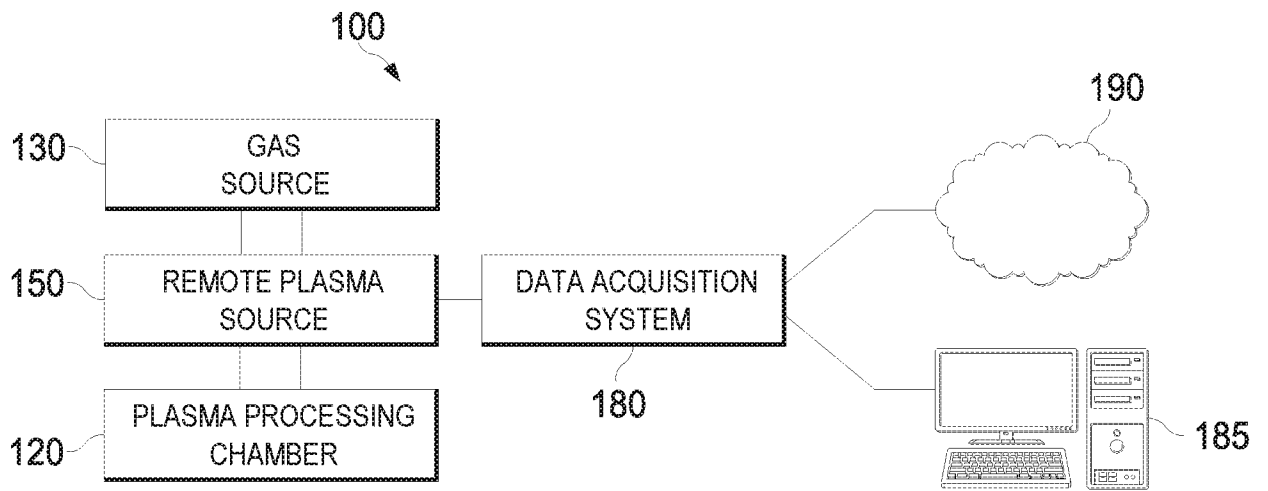 100
130
GAS
SOURCE
190
150
REMOTE PLASMA
SOURCE
DATA ACQUISITION
SYSTEM
180
120
PLASMA PROCESSING
CHAMBER
185